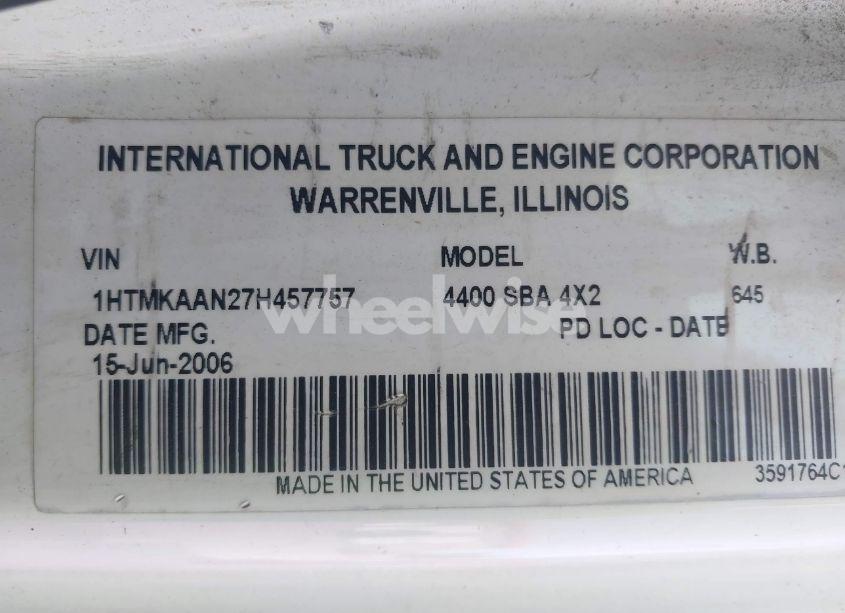 INTERNATIONAL TRUCK AND ENGINE CORPORATION
WARRENVILLE, ILLINOIS
VIN MODEL W.B.
1HTMKAAN27H457757 4400 SBA 4X2 645
wheelwise
DATE MFG. PD LOC - DATE
15-Jun-2006
MADE IN THE UNITED STATES OF AMERICA 3591764C1